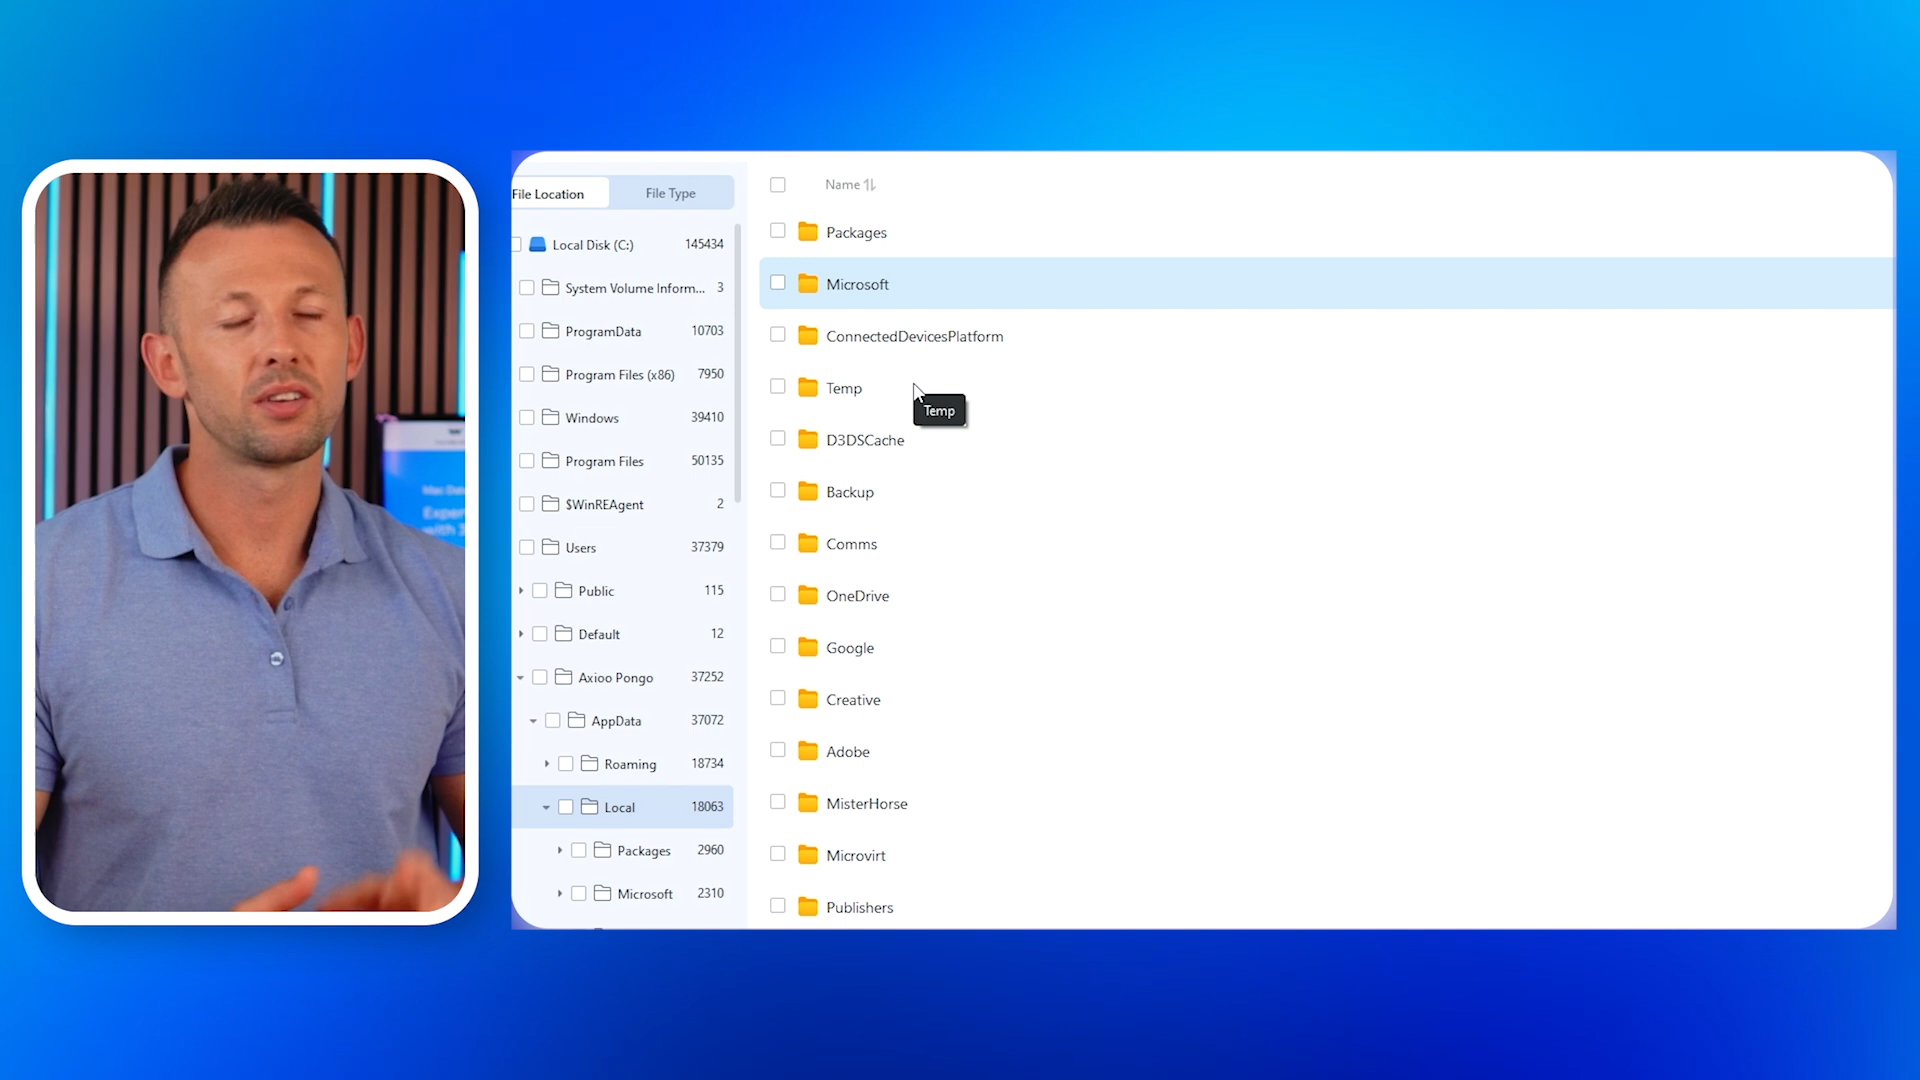 File Location
File Type
Local Disk (C:) 145434
System Volume Inform... 3
ProgramData 10703
Program Files (x86) 7950
Windows 39410
Program Files 50135
$WinREAgent 2
Users 37379
Public 115
Default 12
Axioo Pongo 37252
AppData 37072
Roaming 18734
Local 18063
Packages 2960
Microsoft 2310
Name
Packages
Microsoft
ConnectedDevicesPlatform
Temp
Temp
D3DSCache
Backup
Comms
OneDrive
Google
Creative
Adobe
MisterHorse
Microvirt
Publishers